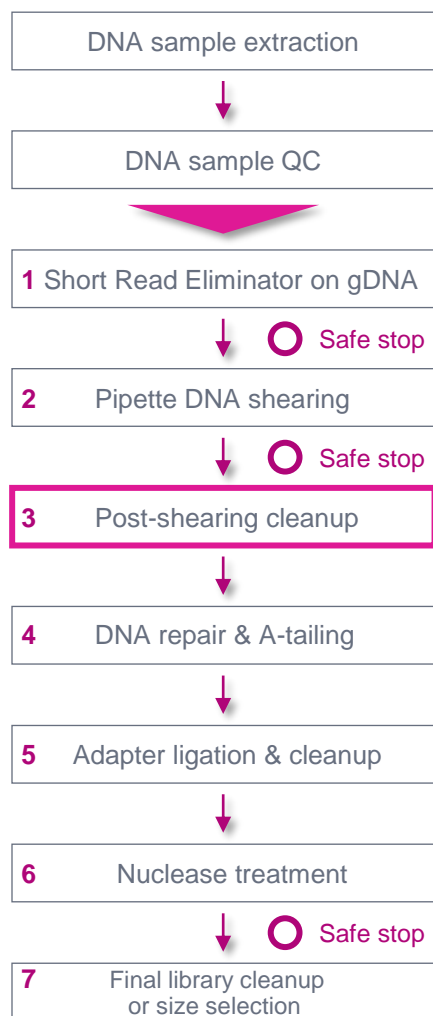 DNA sample extraction
DNA sample QC
1 Short Read Eliminator on gDNA
Safe stop
2 Pipette DNA shearing
Safe stop
3 Post-shearing cleanup
4 DNA repair & A-tailing
5 Adapter ligation & cleanup
6 Nuclease treatment
Safe stop
7 Final library cleanup
or size selection